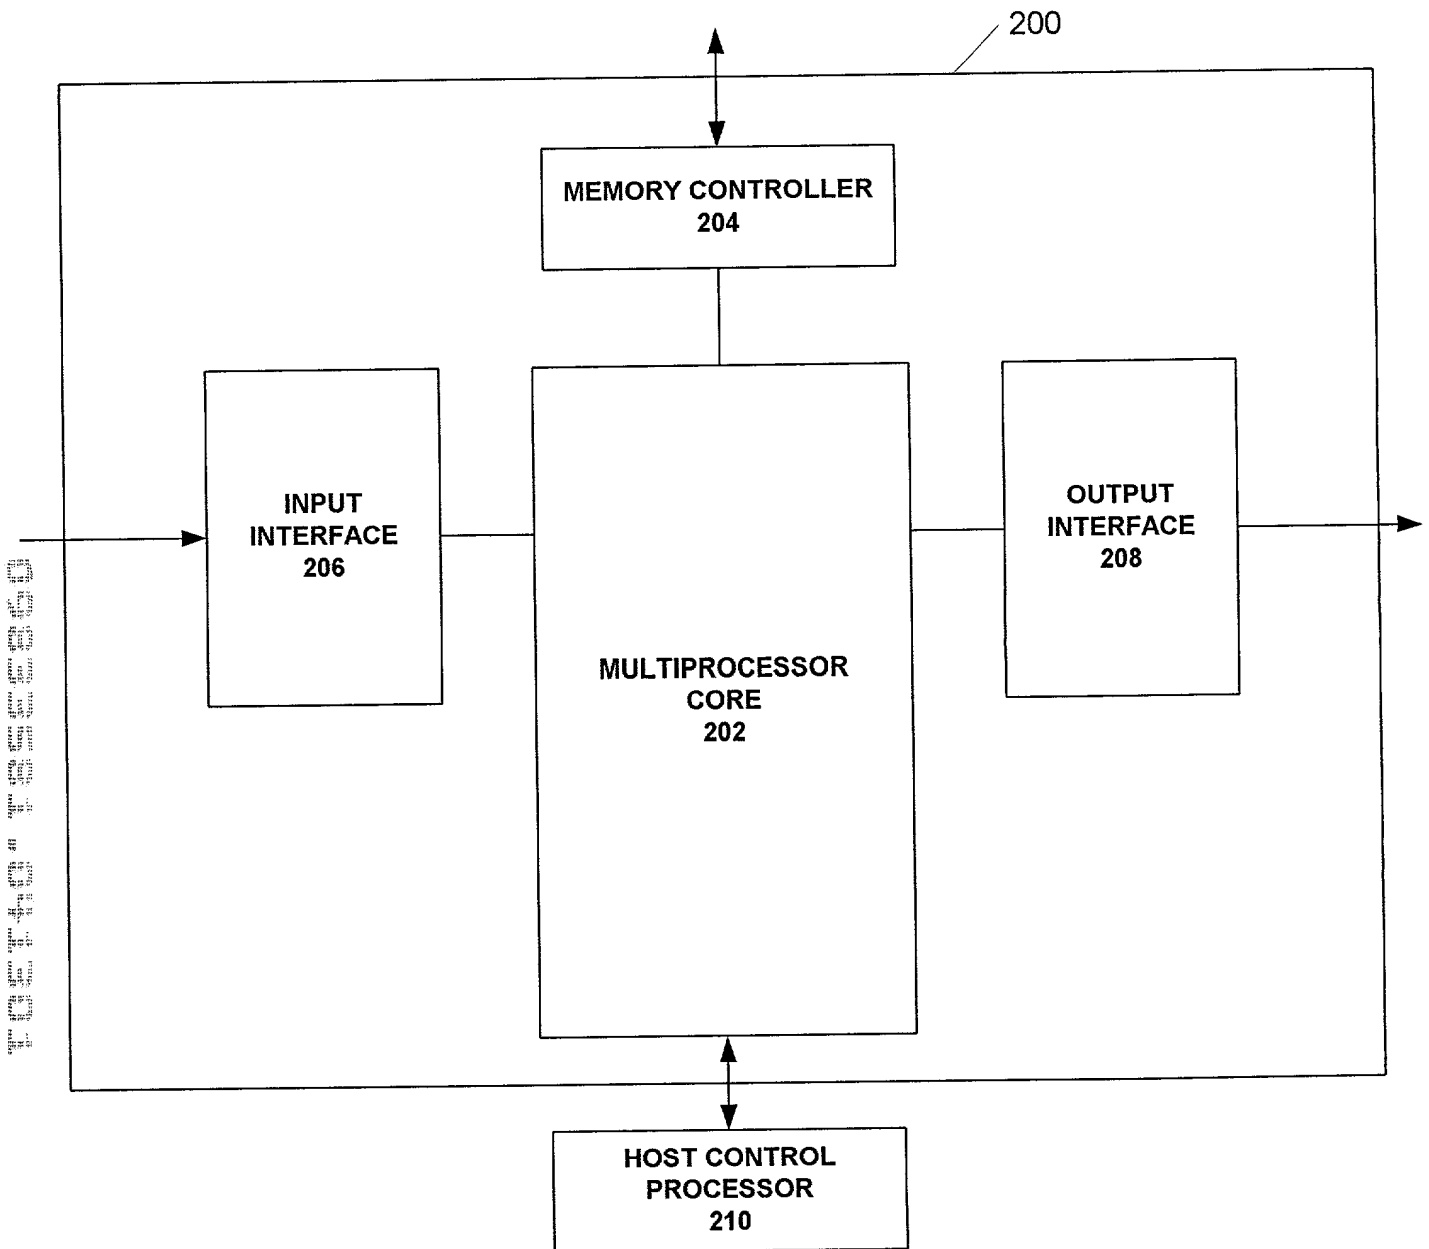 200
MEMORY CONTROLLER
204
INPUT
INTERFACE
206
MULTIPROCESSOR
CORE
202
OUTPUT
INTERFACE
208
HOST CONTROL
PROCESSOR
210